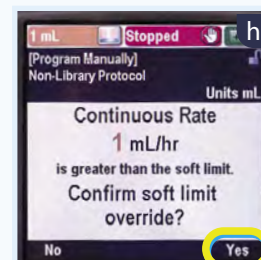 1 mL Stopped h
[Program Manually]
Non-Library Protocol
Units mL
Continuous Rate
1 mL/hr
is greater than the soft limit.
Confirm soft limit
override?
No Yes